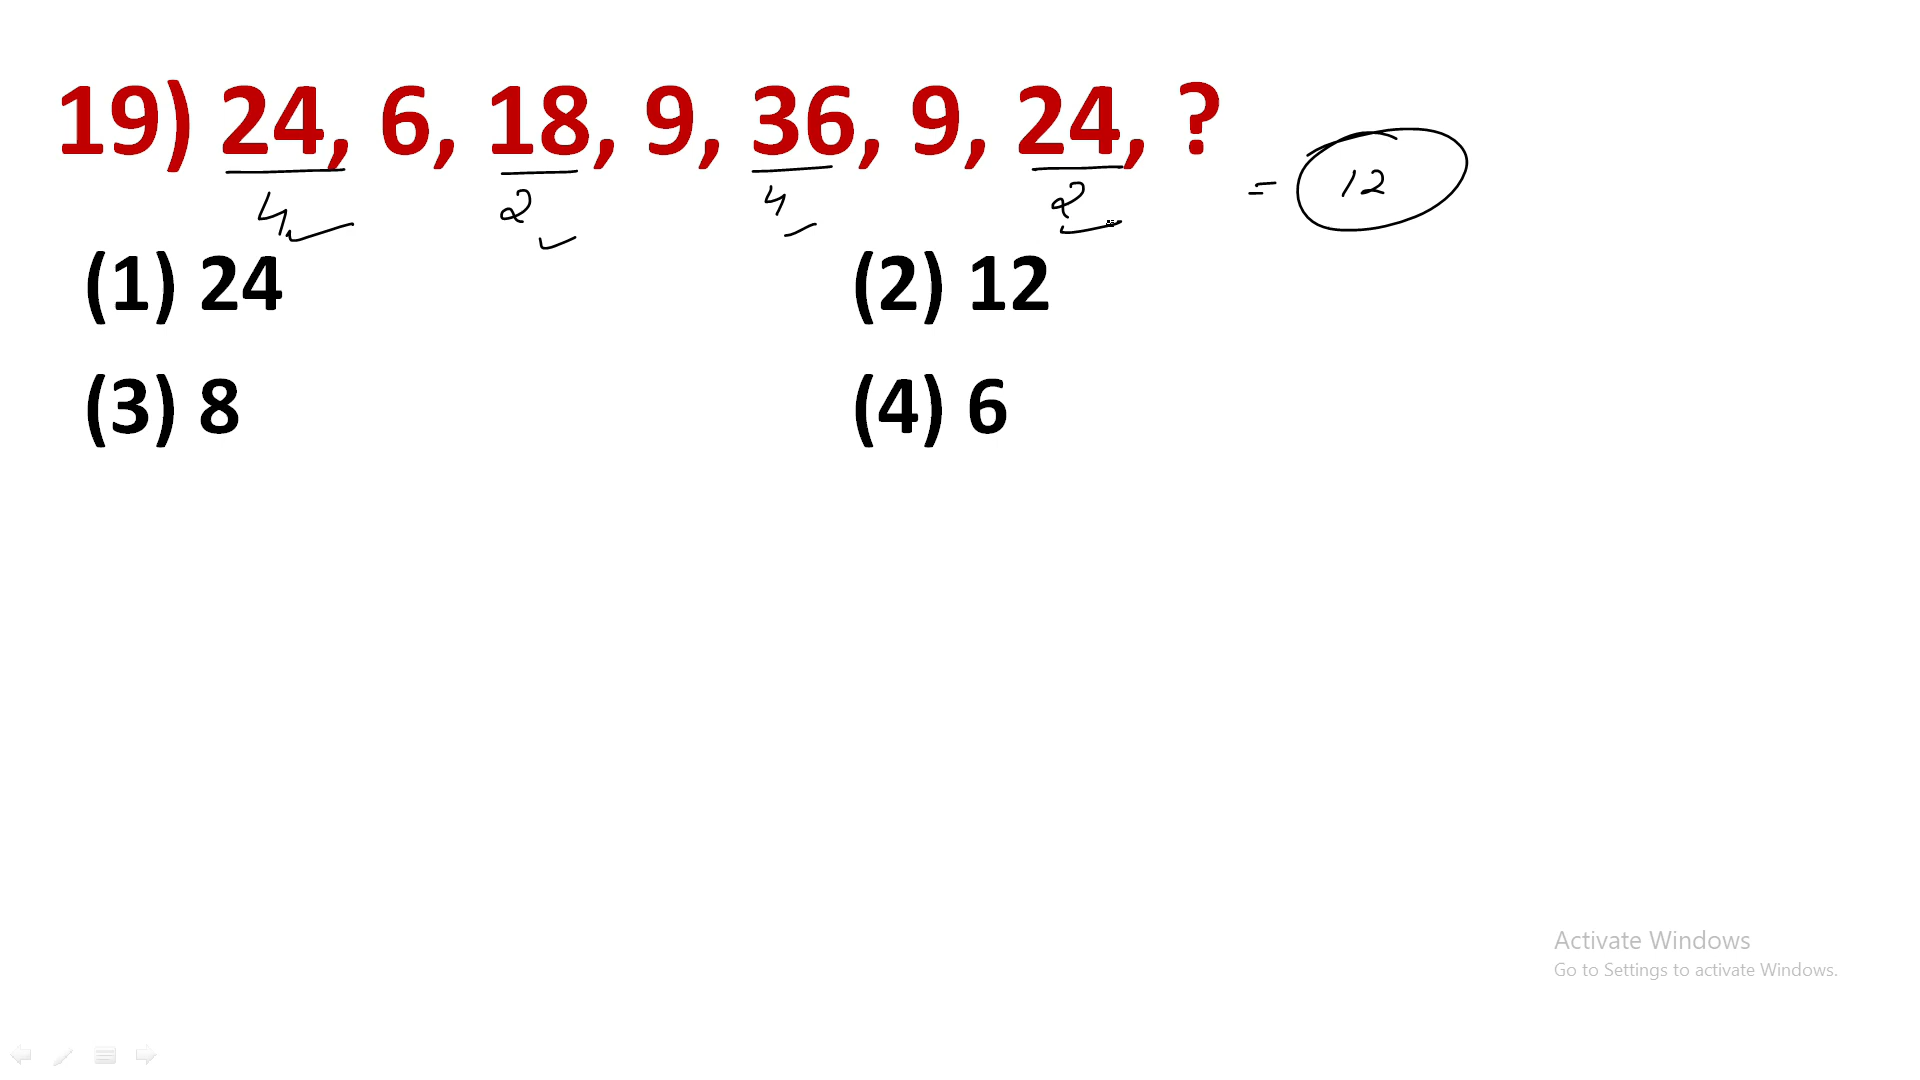 19) 24, 6, 18, 9, 36, 9, 24, ?
4 2 4 2 = 12
(1) 24 (2) 12
(3) 8 (4) 6
Activate Windows
Go to Settings to activate Windows.